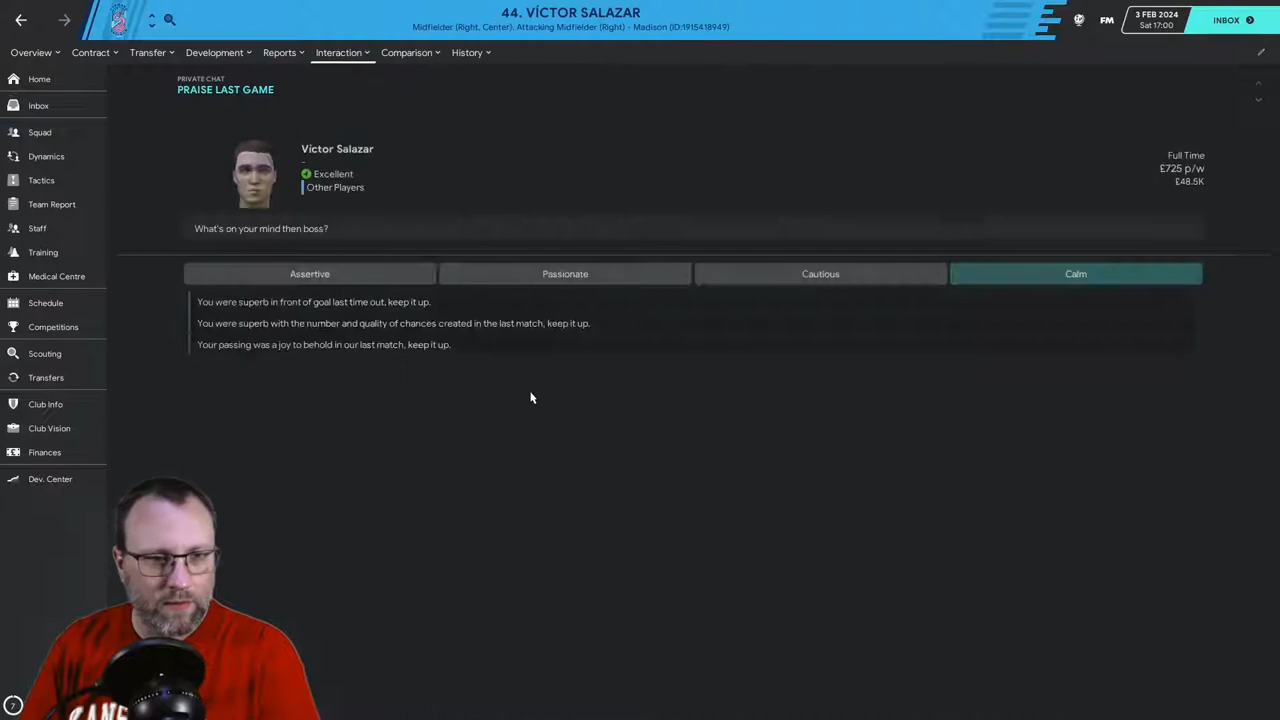 44. VÍCTOR SALAZAR
Midfielder (Right, Center), Attacking Midfielder (Right) - Madison (ID:1915418949)
FM
3 FEB 2024
Sat 17:00
INBOX
Overview
Contract
Transfer
Development
Reports
Interaction
Comparison
History
Home
Inbox
Squad
Dynamics
Tactics
Team Report
Staff
Training
Medical Centre
Schedule
Competitions
Scouting
Transfers
Club Info
Club Vision
Finances
Dev. Center
PRIVATE CHAT
PRAISE LAST GAME
Víctor Salazar
-
Excellent
Other Players
Full Time
£725 p/w
£48.5K
What's on your mind then boss?
Assertive
Passionate
Cautious
Calm
You were superb in front of goal last time out, keep it up.
You were superb with the number and quality of chances created in the last match, keep it up.
Your passing was a joy to behold in our last match, keep it up.
7